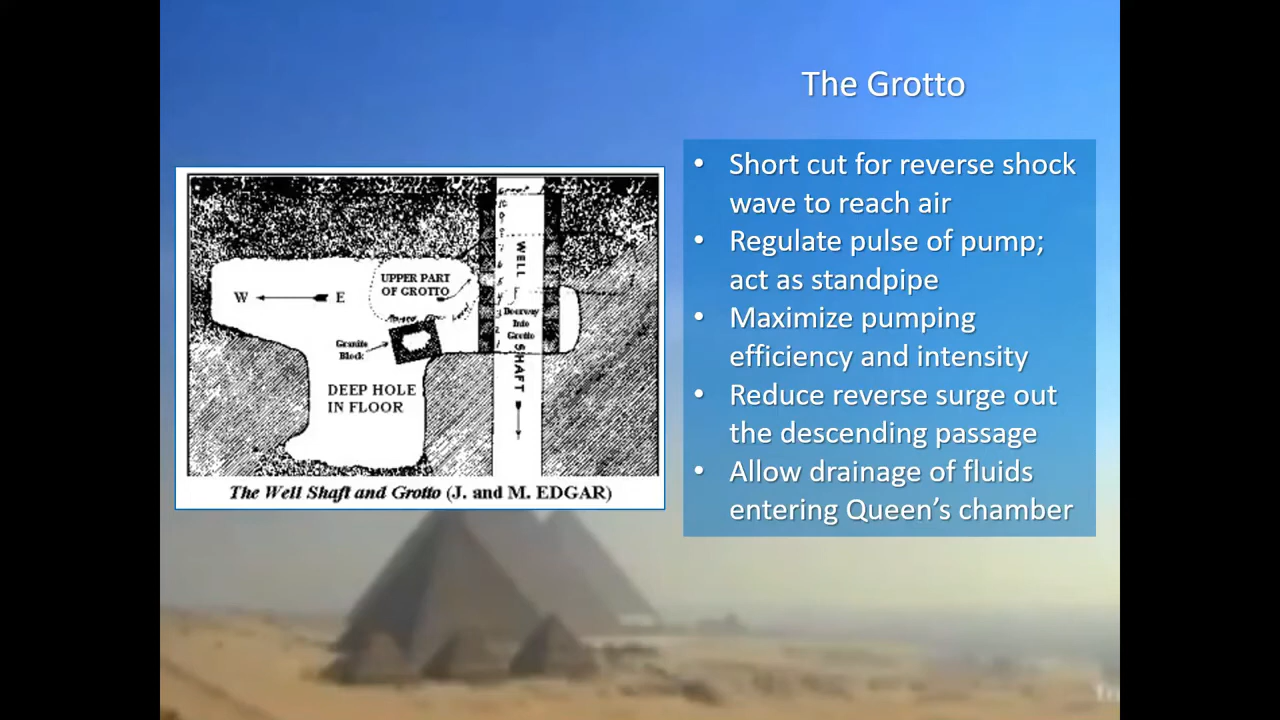 The Grotto
• Short cut for reverse shock
wave to reach air
• Regulate pulse of pump;
act as standpipe
• Maximize pumping
efficiency and intensity
• Reduce reverse surge out
the descending passage
• Allow drainage of fluids
entering Queen's chamber
UPPER PART
OF GROTTO
W
E
Granite
Block
DEEP HOLE
IN FLOOR
WELL
Doorway
Into
Grotto
SHAFT
The Well Shaft and Grotto (J. and M. EDGAR)